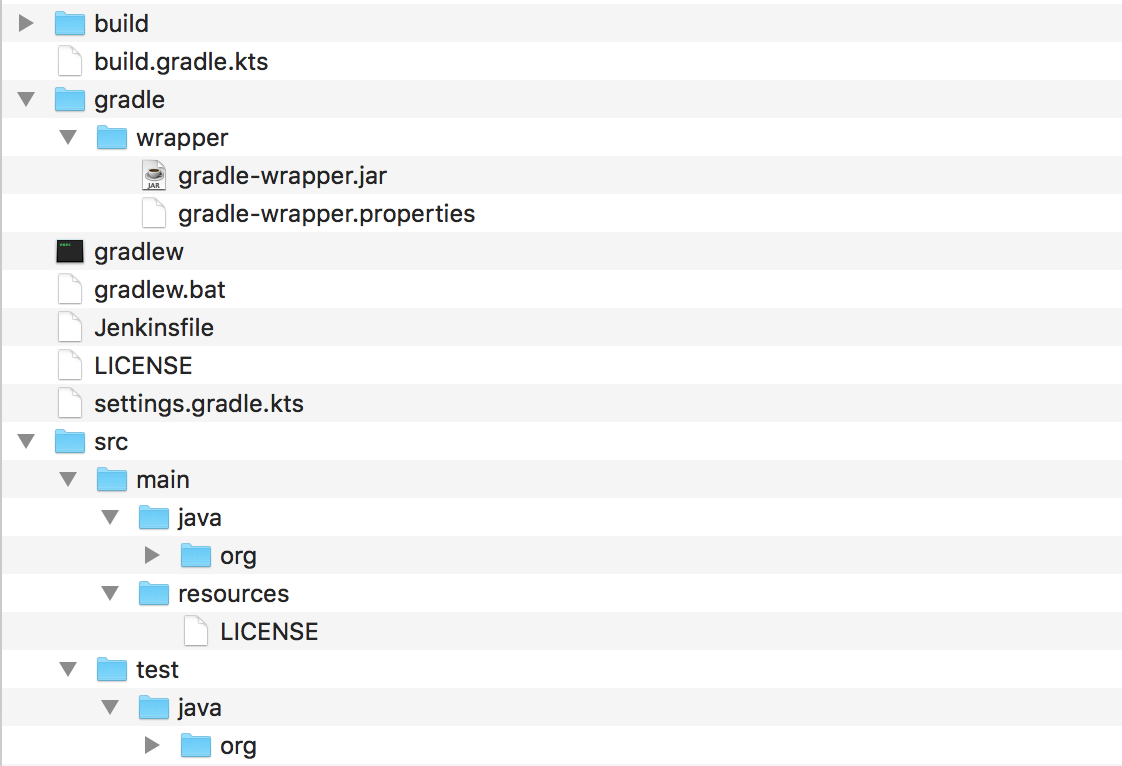 build
build.gradle.kts
gradle
wrapper
JAR
gradle-wrapper.jar
gradle-wrapper.properties
gradlew
gradlew.bat
Jenkinsfile
LICENSE
settings.gradle.kts
src
main
java
org
resources
LICENSE
test
java
org